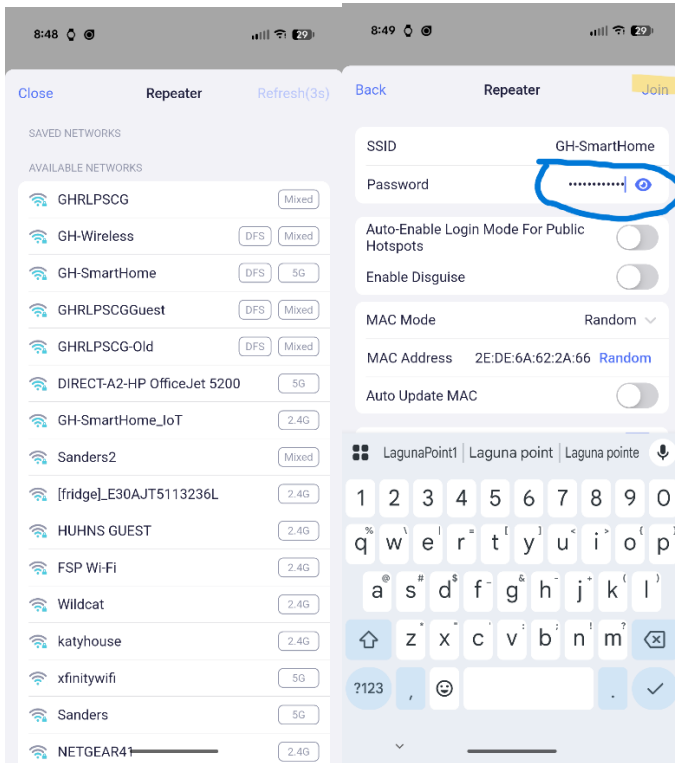 8:48
29
Close Repeater Refresh(3s)
SAVED NETWORKS
AVAILABLE NETWORKS
GHRLPSCG Mixed
GH-Wireless DFS Mixed
GH-SmartHome DFS 5G
GHRLPSCGGuest DFS Mixed
GHRLPSCG-Old DFS Mixed
DIRECT-A2-HP OfficeJet 5200 5G
GH-SmartHome_IoT 2.4G
Sanders2 Mixed
[fridge]_E30AJT5113236L 2.4G
HUHNS GUEST 2.4G
FSP Wi-Fi 2.4G
Wildcat 2.4G
katyhouse 2.4G
xfinitywifi 5G
Sanders 5G
NETGEAR41 2.4G
8:49
29
Back Repeater Join
SSID GH-SmartHome
Password ••••••••••••
Auto-Enable Login Mode For Public
Hotspots
Enable Disguise
MAC Mode Random
MAC Address 2E:DE:6A:62:2A:66 Random
Auto Update MAC
LagunaPoint1 Laguna point Laguna pointe
1 2 3 4 5 6 7 8 9 0
q % w \ e | r = t [ y ] u < i > o { p }
a @ s # d $ f - g & h - j + k ( l )
z * x " c ' v : b ; n ! m ?
?123 , .